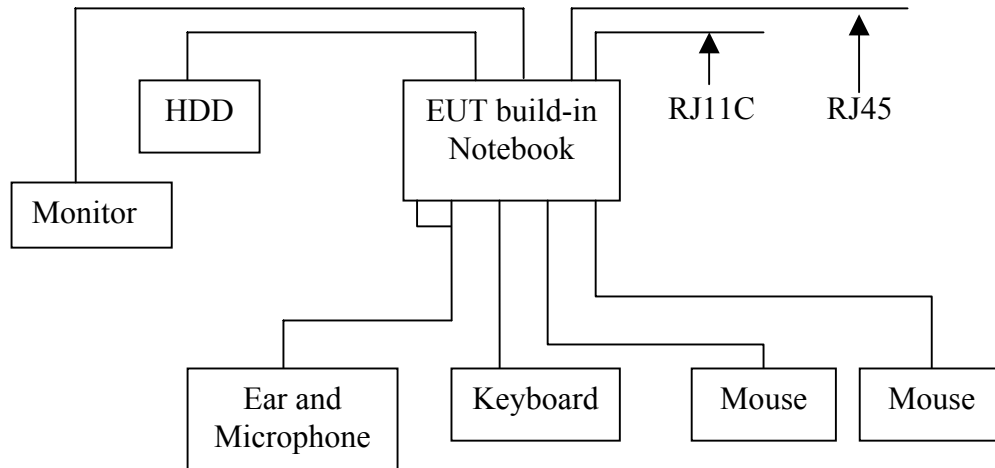 HDD
EUT build-in
Notebook
RJ11C
RJ45
Monitor
Ear and
Microphone
Keyboard
Mouse
Mouse